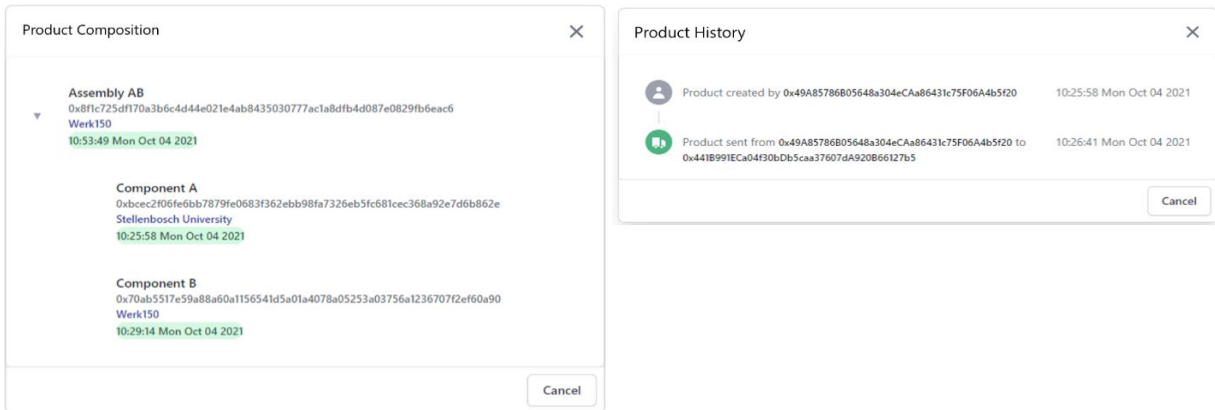 Product Composition
Assembly AB
0x8f1c725df170a3b6c4d44e021e4ab8435030777ac1a8dfb4d087e0829fb6eac6
Werk150
10:53:49 Mon Oct 04 2021
Component A
0xbcec2f06fe6bb7879fe0683f362ebb98fa7326eb5fc681cec368a92e7d6b862e
Stellenbosch University
10:25:58 Mon Oct 04 2021
Component B
0x70ab5517e59a88a60a1156541d5a01a4078a05253a03756a1236707f2ef60a90
Werk150
10:29:14 Mon Oct 04 2021
Cancel
Product History
Product created by 0x49A85786B05648a304eCAa86431c75F06A4b5f20 10:25:58 Mon Oct 04 2021
Product sent from 0x49A85786B05648a304eCAa86431c75F06A4b5f20 to 10:26:41 Mon Oct 04 2021
0x441B991ECa04f30bDb5caa37607dA920B66127b5
Cancel